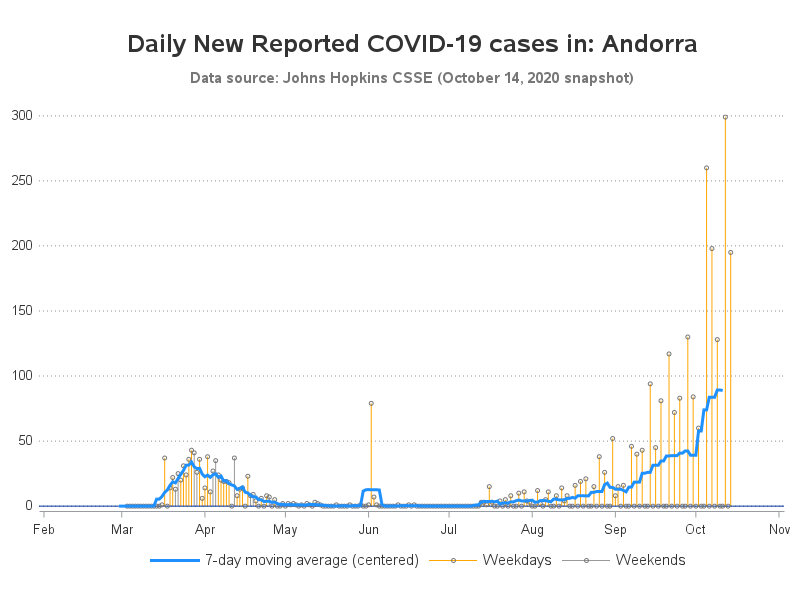 Daily New Reported COVID-19 cases in: Andorra
Data source: Johns Hopkins CSSE (October 14, 2020 snapshot)
300
250
200
150
100
50
0
Feb Mar Apr May Jun Jul Aug Sep Oct Nov
7-day moving average (centered) Weekdays Weekends